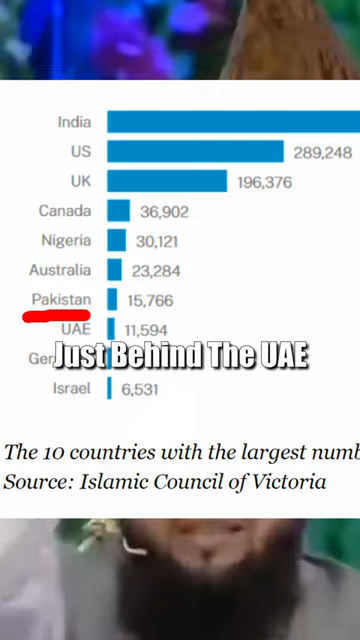 India
US 289,248
UK 196,376
Canada 36,902
Nigeria 30,121
Australia 23,284
Pakistan 15,766
UAE 11,594
Just Behind The UAE
Israel 6,531
The 10 countries with the largest
Source: Islamic Council of Victoria